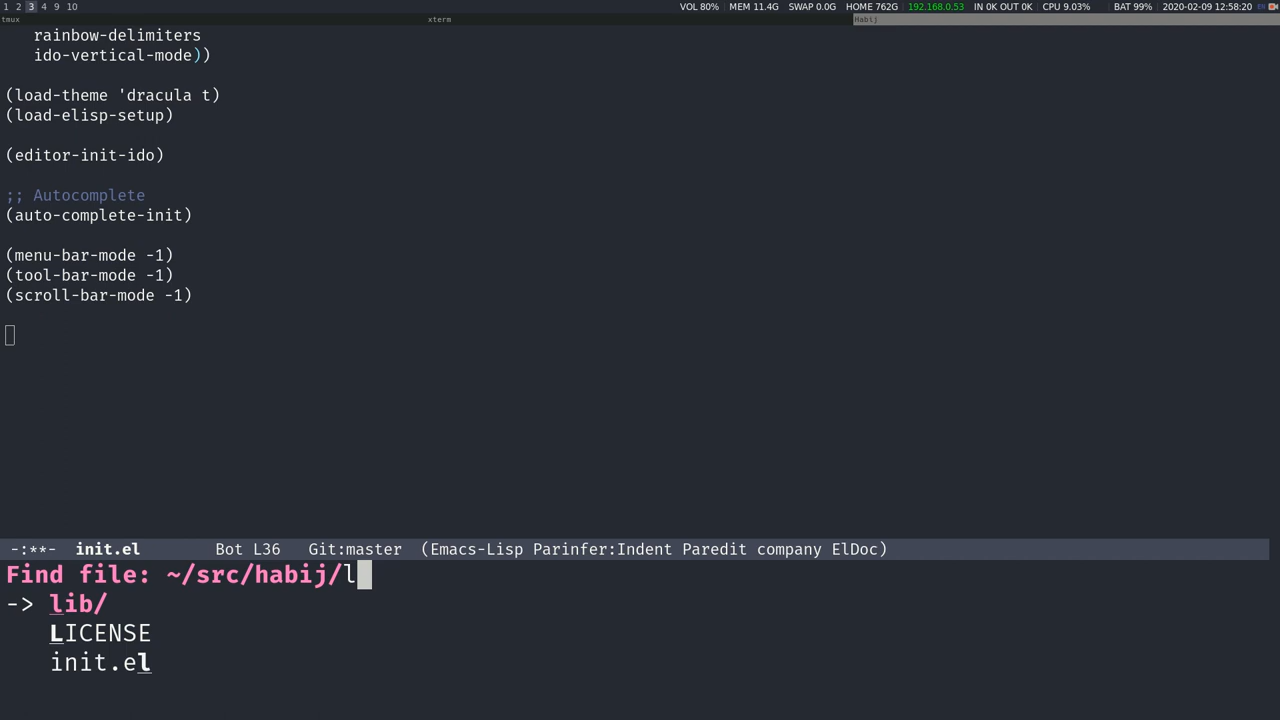 1 2 3 4 9 10 VOL 80% MEM 11.4G SWAP 0.0G HOME 762G 192.168.0.53 IN 0K OUT 0K CPU 9.03% BAT 99% 2020-02-09 12:58:20 EN
tmux xterm Habij
rainbow-delimiters
ido-vertical-mode))
(load-theme 'dracula t)
(load-elisp-setup)
(editor-init-ido)
;; Autocomplete
(auto-complete-init)
(menu-bar-mode -1)
(tool-bar-mode -1)
(scroll-bar-mode -1)
-:**- init.el Bot L36 Git:master (Emacs-Lisp Parinfer:Indent Paredit company ElDoc)
Find file: ~/src/habij/l
-> lib/
LICENSE
init.el